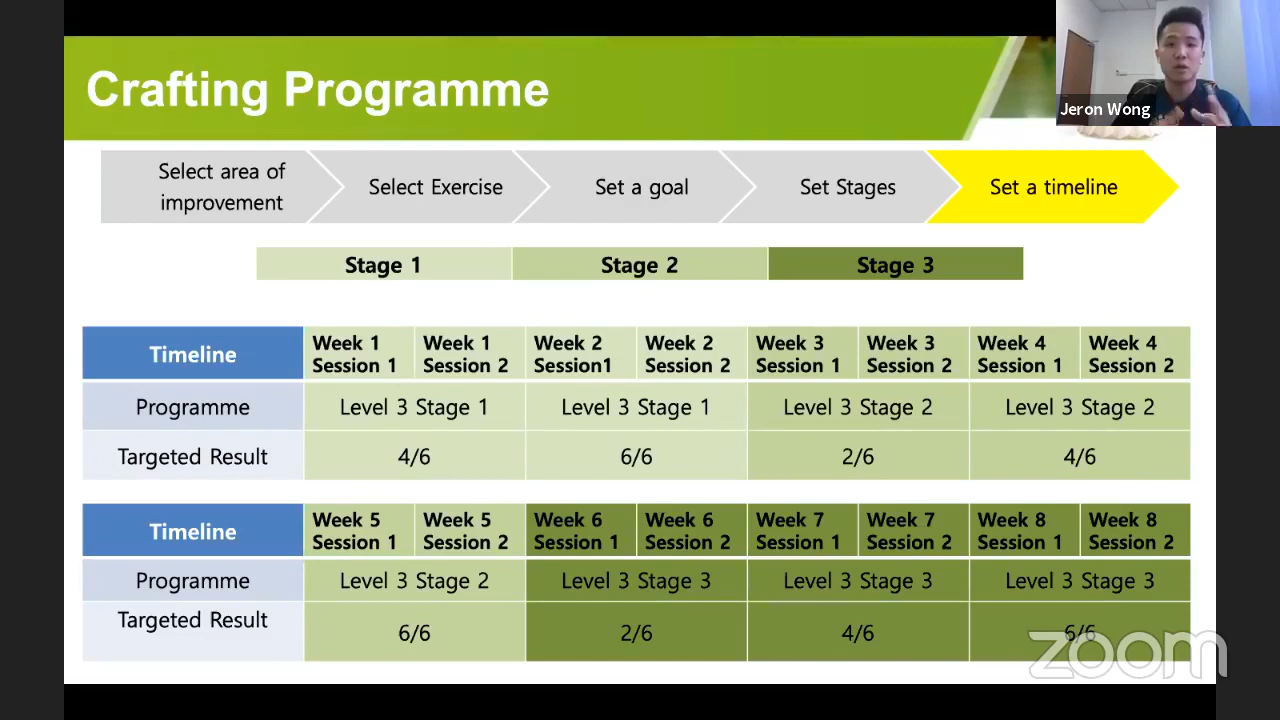 Crafting Programme
Jeron Wong
Select area of
improvement
Select Exercise
Set a goal
Set Stages
Set a timeline
Stage 1
Stage 2
Stage 3
Timeline
Week 1
Session 1
Week 1
Session 2
Week 2
Session1
Week 2
Session 2
Week 3
Session 1
Week 3
Session 2
Week 4
Session 1
Week 4
Session 2
Programme
Level 3 Stage 1
Level 3 Stage 1
Level 3 Stage 2
Level 3 Stage 2
Targeted Result
4/6
6/6
2/6
4/6
Timeline
Week 5
Session 1
Week 5
Session 2
Week 6
Session 1
Week 6
Session 2
Week 7
Session 1
Week 7
Session 2
Week 8
Session 1
Week 8
Session 2
Programme
Level 3 Stage 2
Level 3 Stage 3
Level 3 Stage 3
Level 3 Stage 3
Targeted Result
6/6
2/6
4/6
6/6
zoom